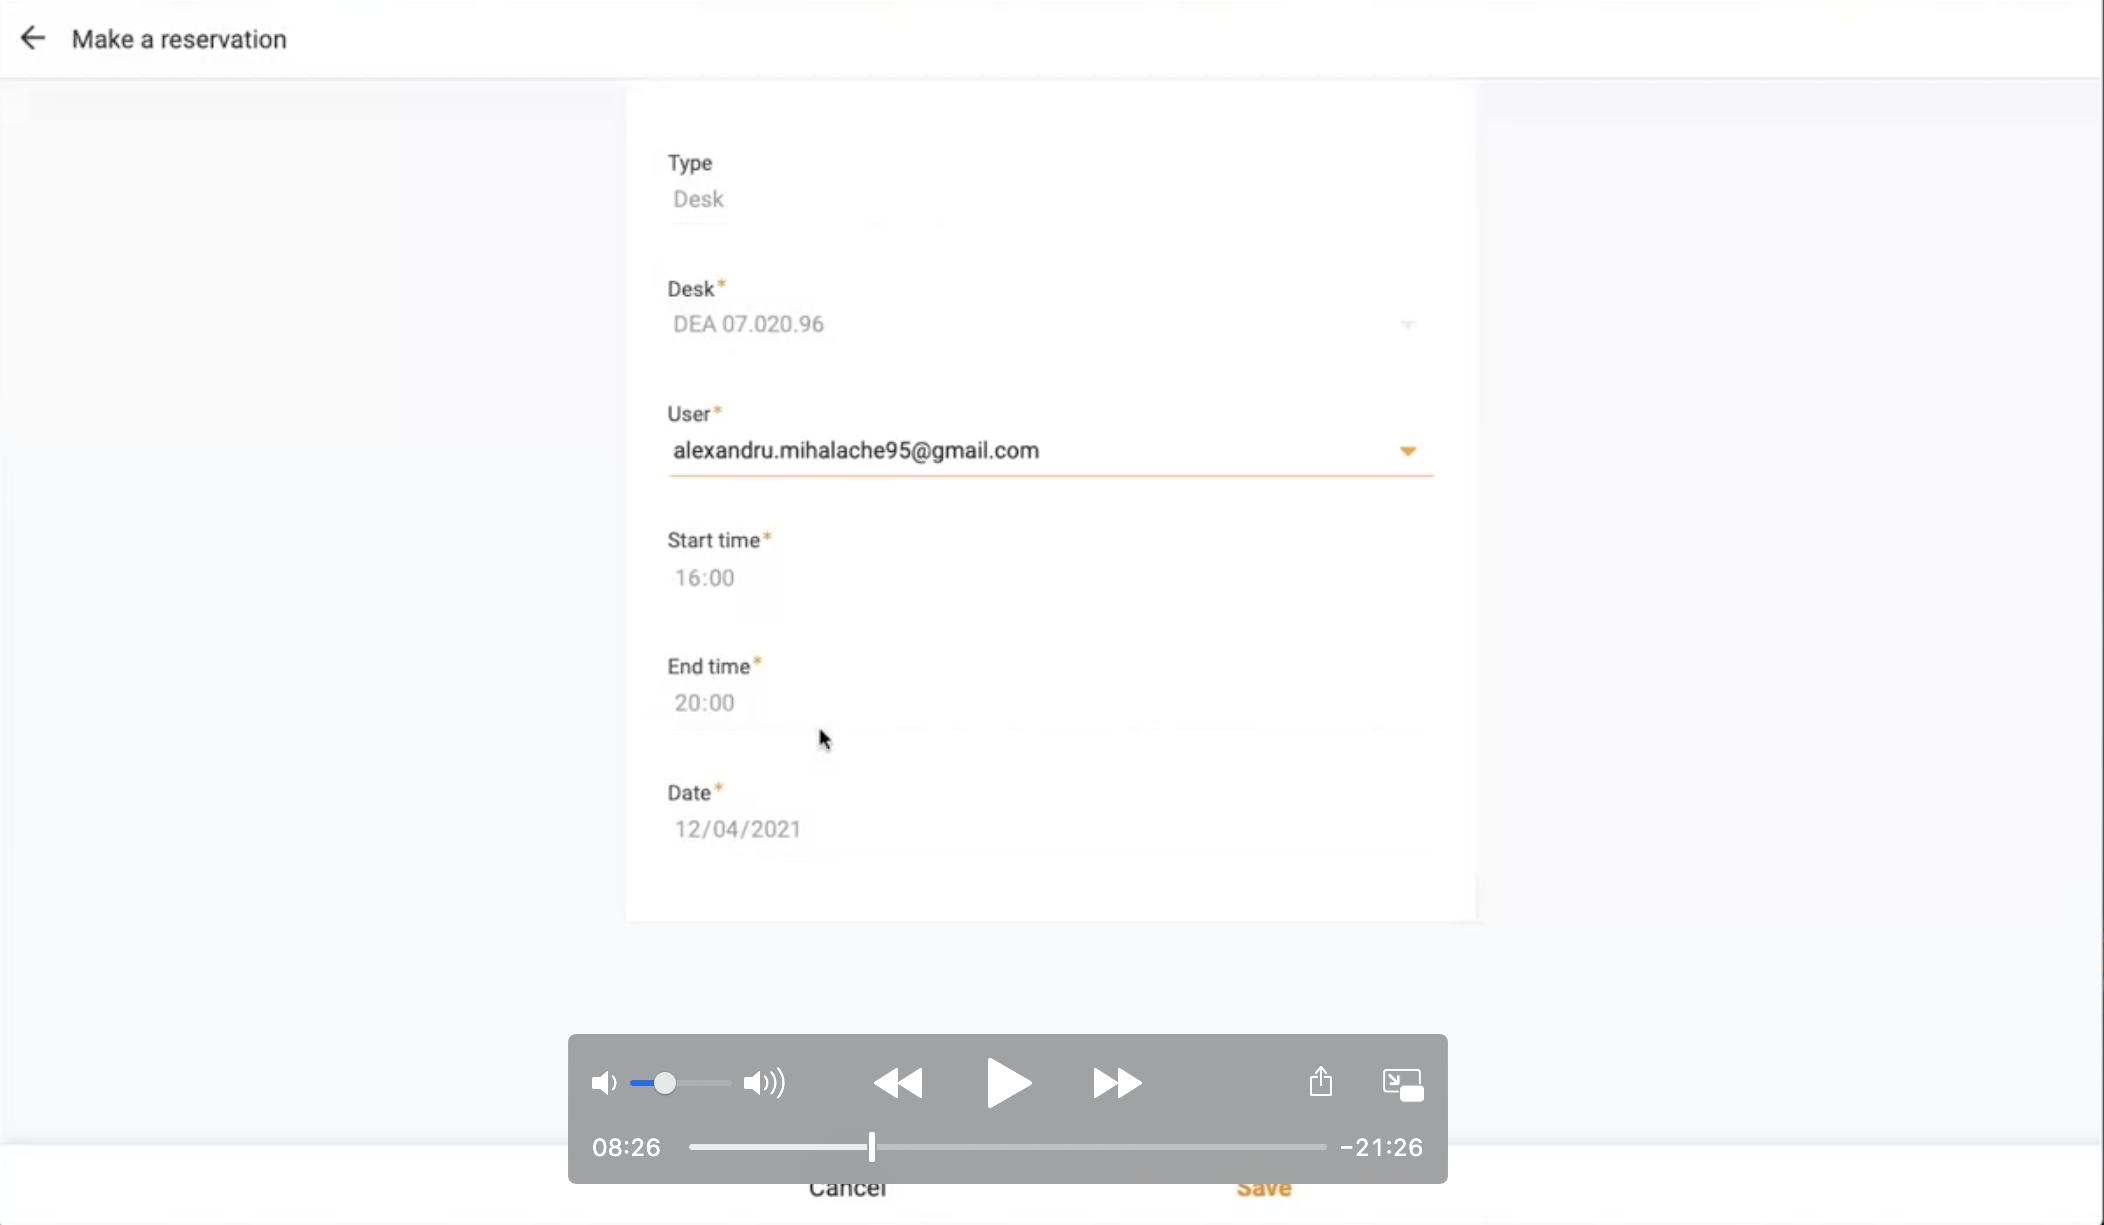 Make a reservation
Type
Desk
Desk*
DEA 07.020.96
User*
alexandru.mihalache95@gmail.com
Start time*
16:00
End time*
20:00
Date*
12/04/2021
08:26
-21:26
Cancel
Save